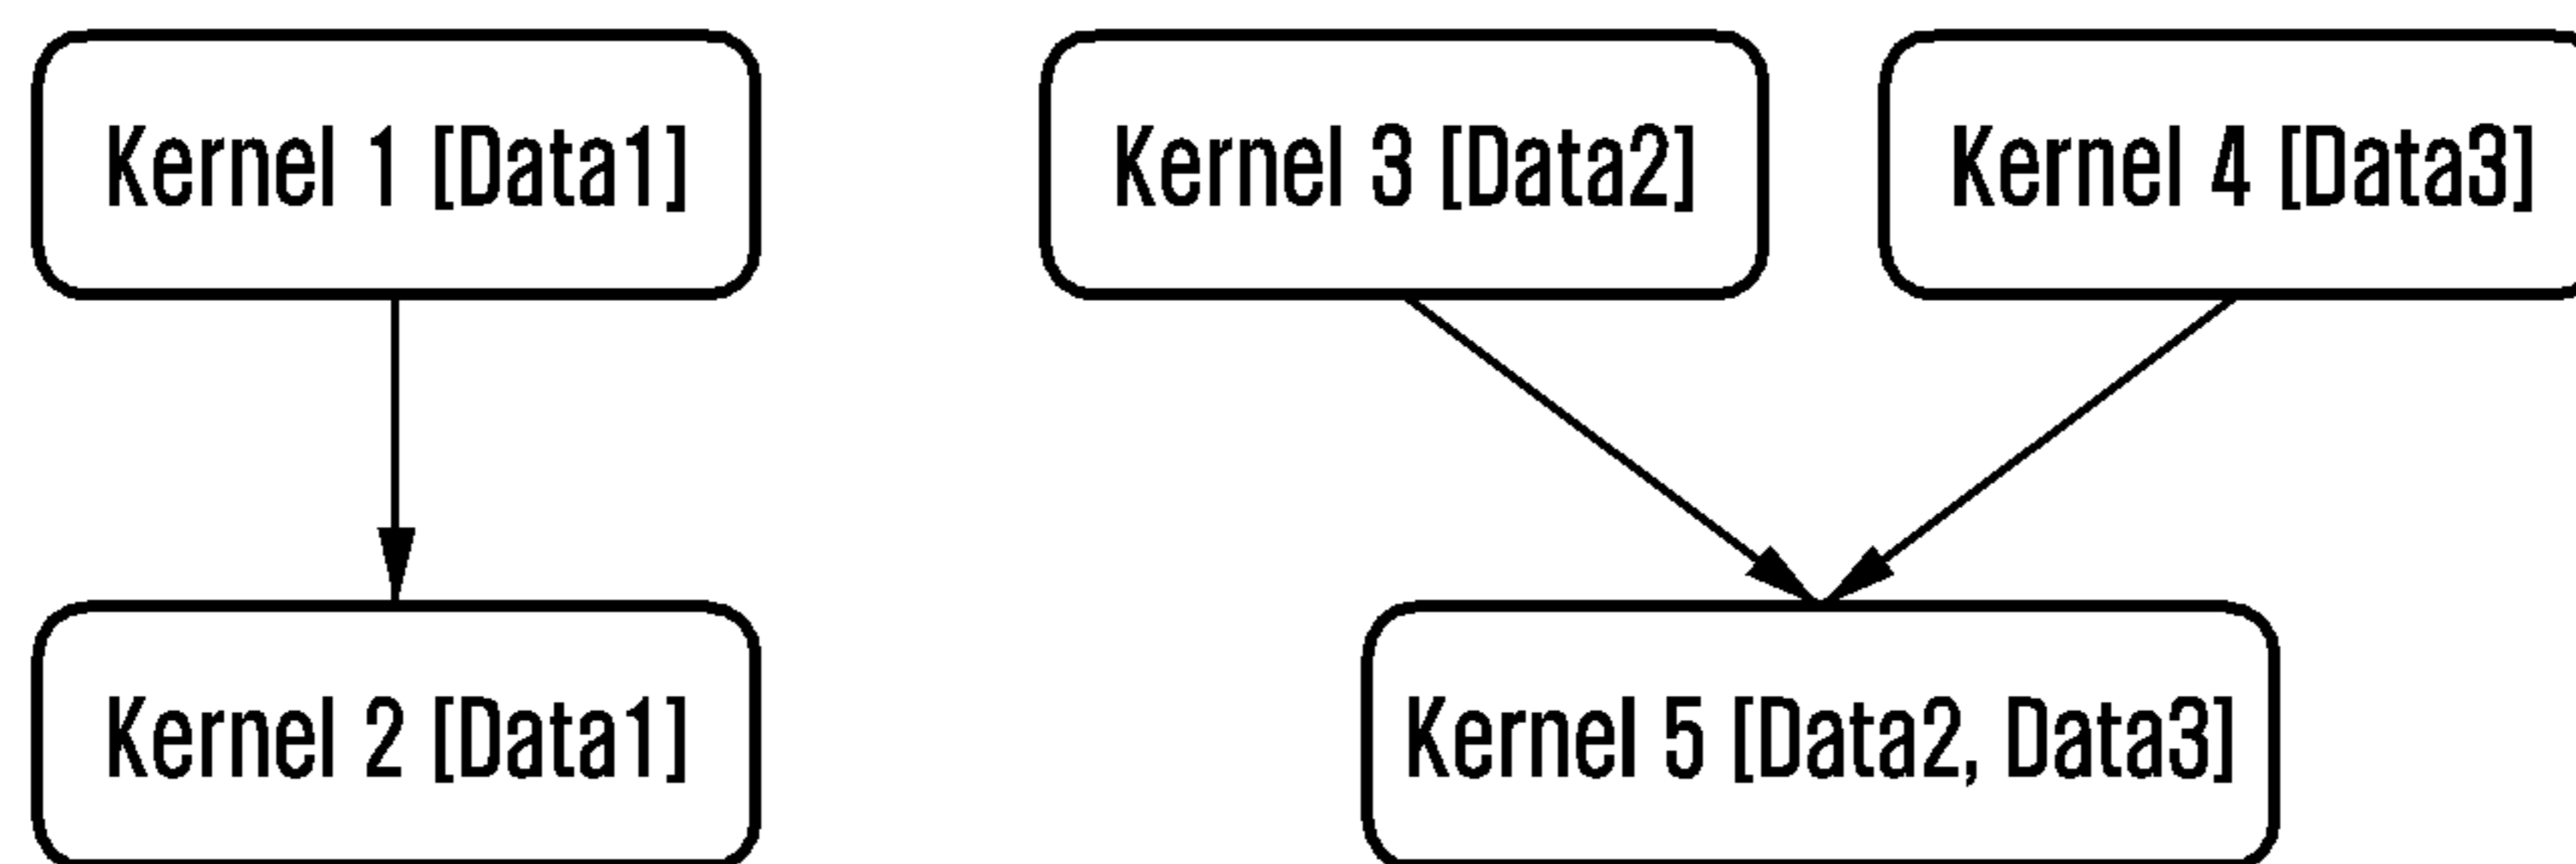 Kernel 1 [Data1]
Kernel 3 [Data2]
Kernel 4 [Data3]
Kernel 2 [Data1]
Kernel 5 [Data2, Data3]